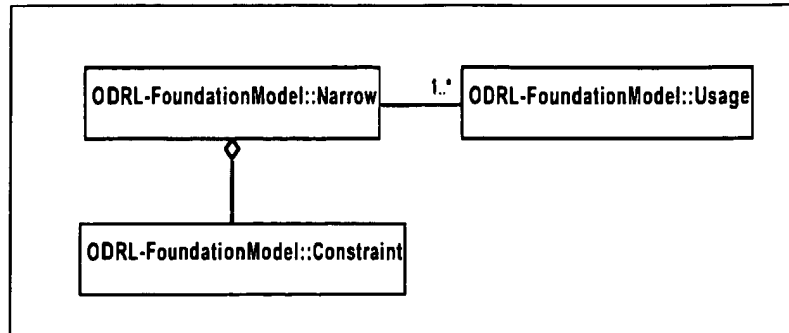 ODRL-FoundationModel::Narrow
1..*
ODRL-FoundationModel::Usage
ODRL-FoundationModel::Constraint